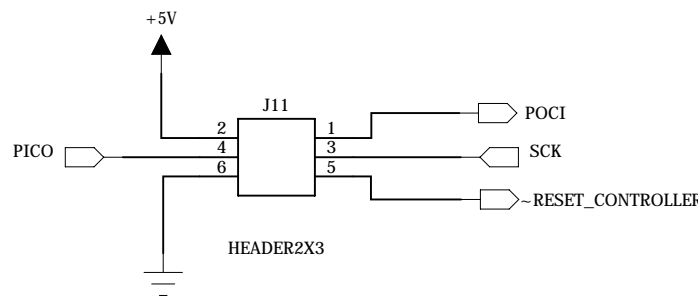 +5V
J11
2 1
POCI
PICO 4 3 SCK
6 5
~RESET_CONTROLLER
HEADER2X3